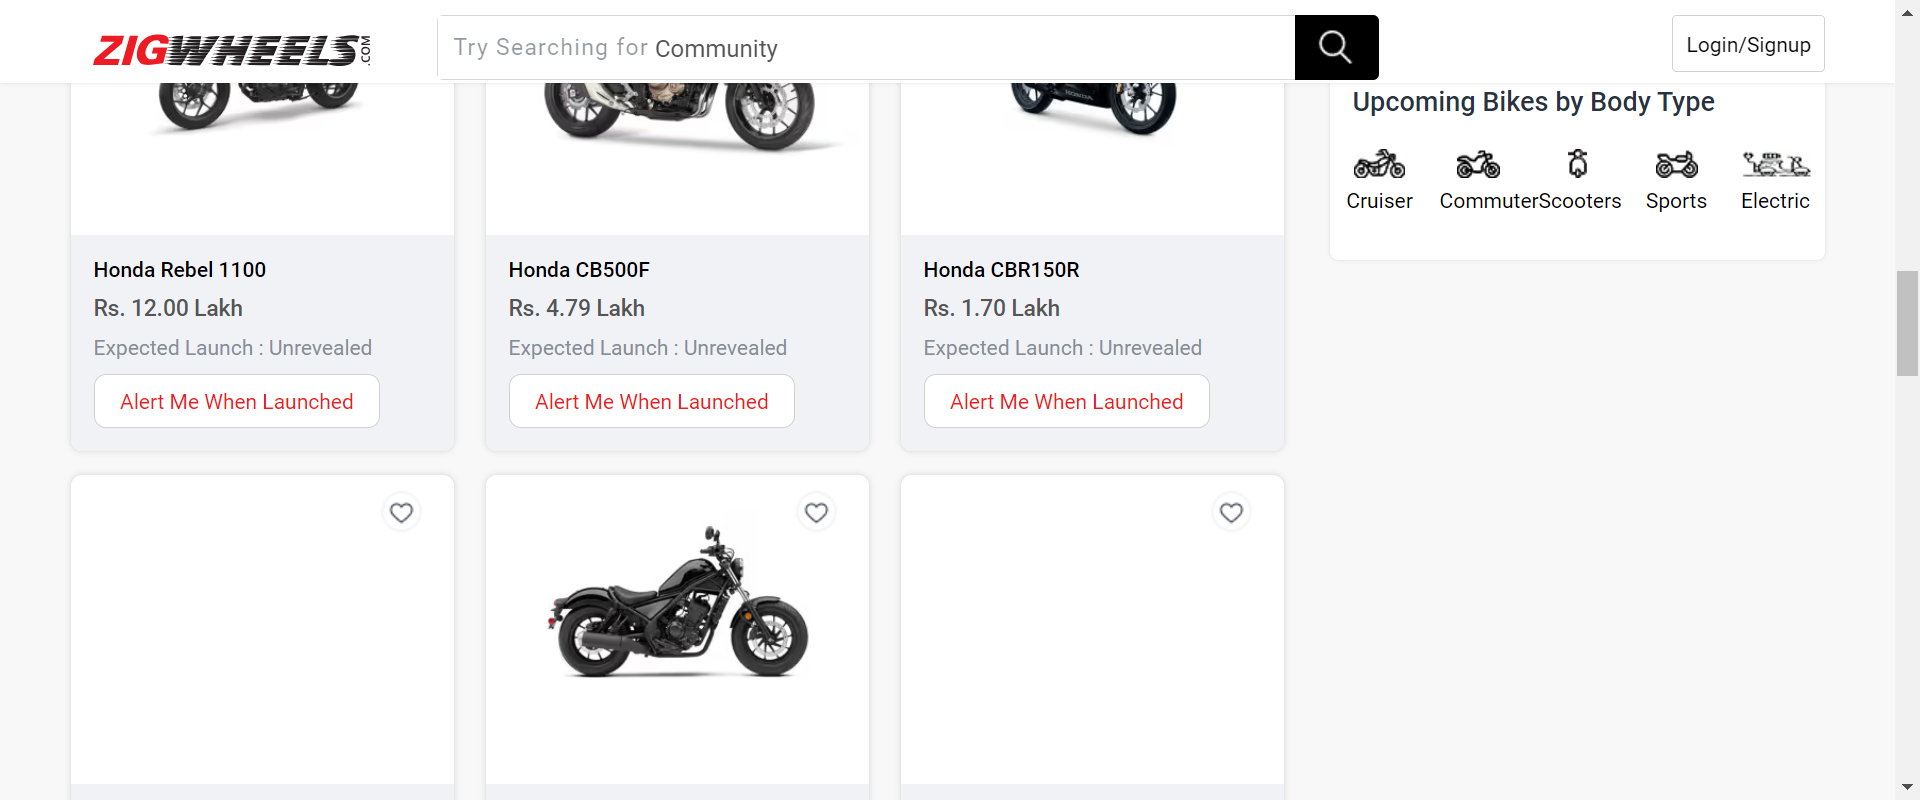 ZIGWHEELS.COM
Try Searching for Community
Login/Signup
Upcoming Bikes by Body Type
Cruiser
Commuter
Scooters
Sports
Electric
HONDA
Honda Rebel 1100
Rs. 12.00 Lakh
Expected Launch : Unrevealed
Alert Me When Launched
Honda CB500F
Rs. 4.79 Lakh
Expected Launch : Unrevealed
Alert Me When Launched
Honda CBR150R
Rs. 1.70 Lakh
Expected Launch : Unrevealed
Alert Me When Launched